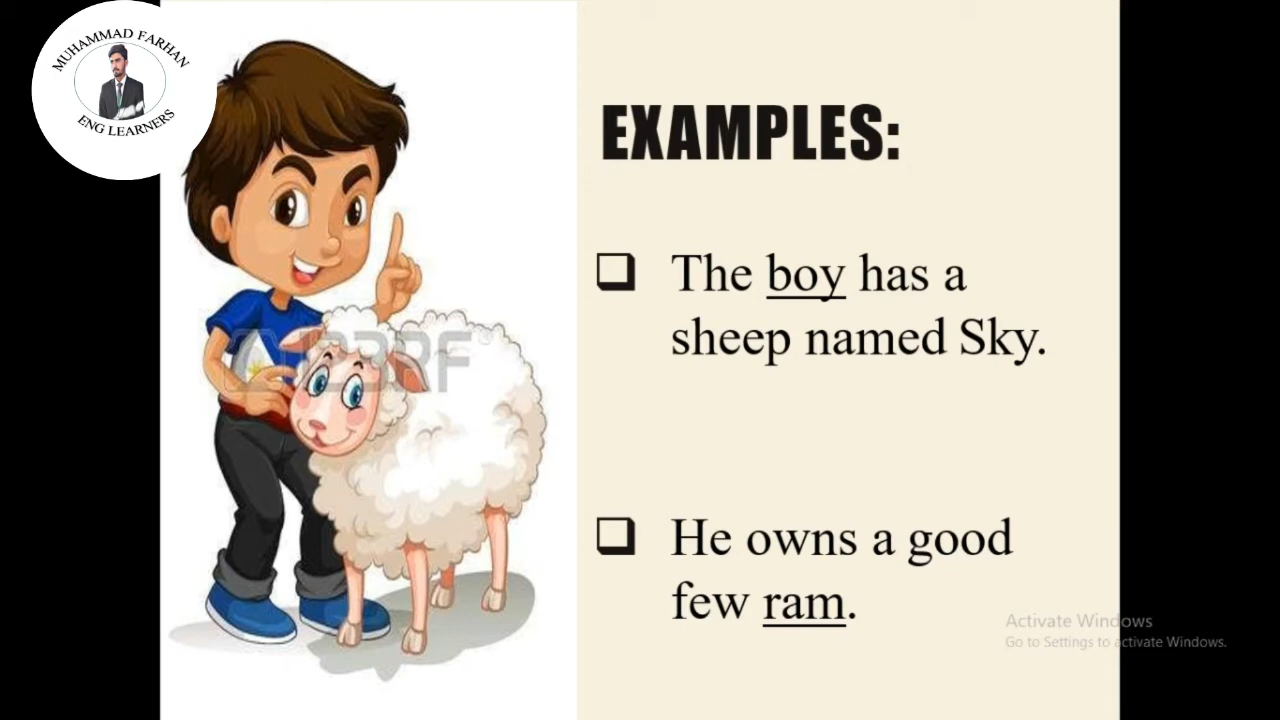 MUHAMMAD FARHAN
ENG LEARNERS
EXAMPLES:
❑ The boy has a
sheep named Sky.
❑ He owns a good
few ram.
Activate Windows
Go to Settings to activate Windows.